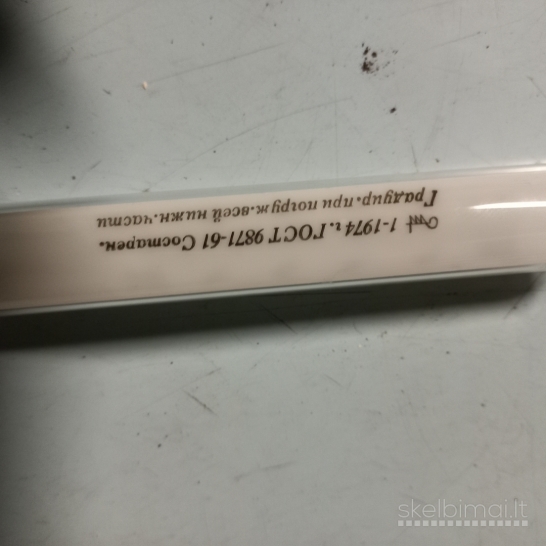 1-1974 г. ГОСТ 9871-61 Состарен.
Градуир.при погруж.всей нижн.части
skelbimai.lt